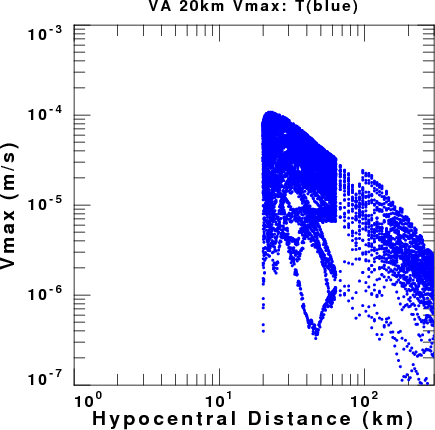 VA 20km Vmax: T(blue)
10⁻³
10⁻⁴
10⁻⁵
10⁻⁶
10⁻⁷
Vmax (m/s)
10⁰ 10¹ 10²
Hypocentral Distance (km)